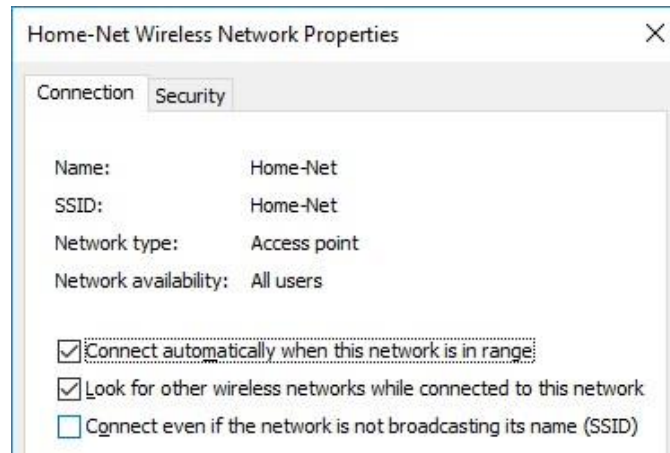 Home-Net Wireless Network Properties
Connection Security
Name: Home-Net
SSID: Home-Net
Network type: Access point
Network availability: All users
Connect automatically when this network is in range
Look for other wireless networks while connected to this network
Connect even if the network is not broadcasting its name (SSID)